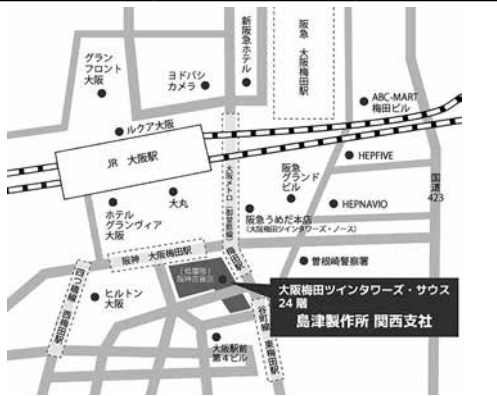 新阪急ホテル
阪急 大阪梅田駅
グラン
フロント
大阪
ヨドバシ
カメラ
ABC-MART
梅田ビル
ルクア大阪
JR 大阪駅
HEPFIVE
国道
423
大阪メトロ(御堂筋線)
梅田駅
阪急
グランド
ビル
大丸
HEPNAVIO
ホテル
グランヴィア
大阪
阪急うめだ本店
(大阪梅田ツインタワーズ・ノース)
阪神 大阪梅田駅
曽根崎警察署
四つ橋線 西梅田駅
阪神百貨店
大阪梅田ツインタワーズ・サウス
24階
島津製作所 関西支社
ヒルトン
大阪
谷町線 東梅田駅
大阪駅前
第4ビル